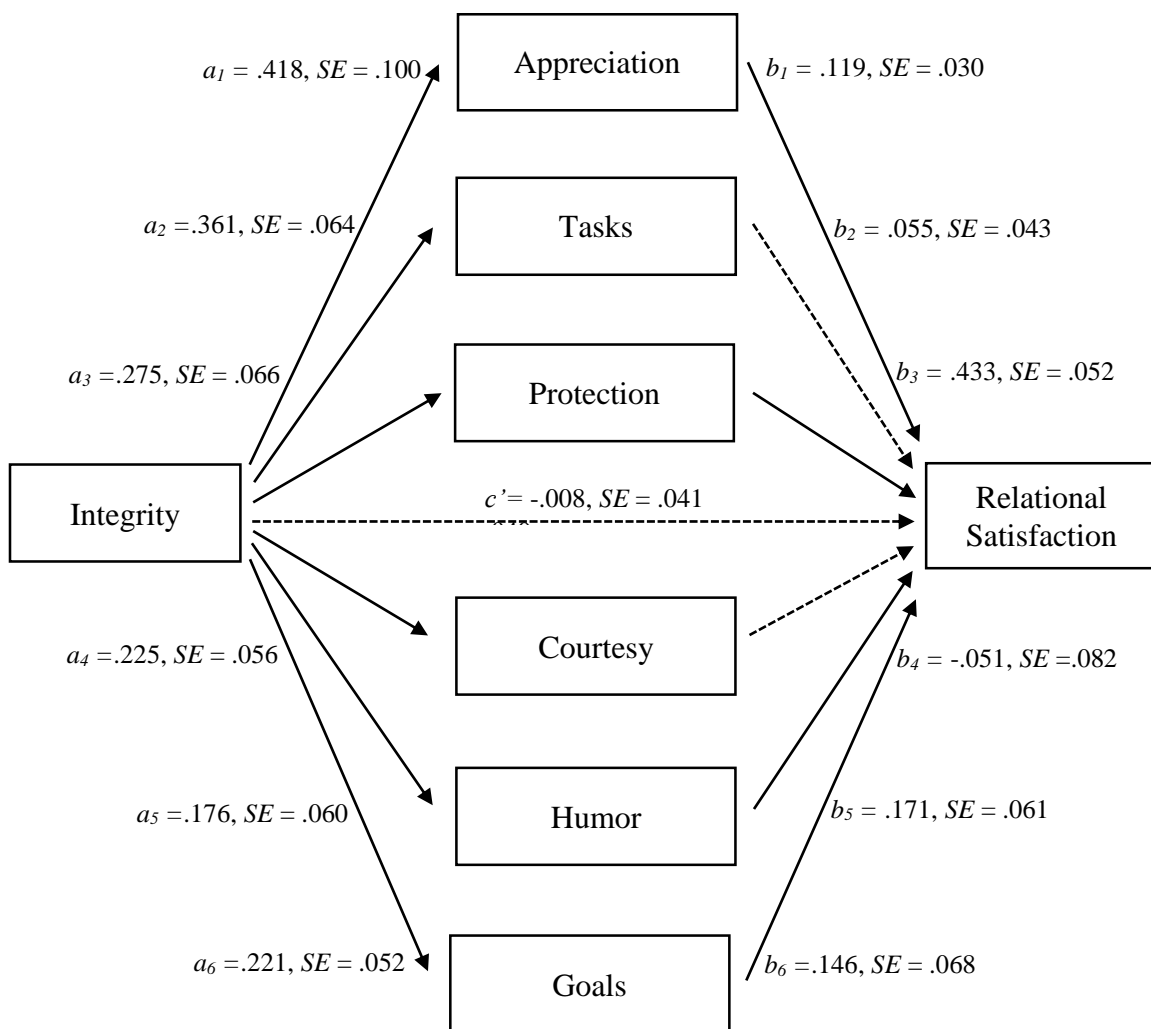 Appreciation
a1 = .418, SE = .100
b1 = .119, SE = .030
Tasks
a2 =.361, SE = .064
b2 = .055, SE = .043
Protection
a3 =.275, SE = .066
b3 = .433, SE = .052
Integrity
c’= -.008, SE = .041
Relational
Satisfaction
Courtesy
a4 =.225, SE = .056
b4 = -.051, SE =.082
Humor
a5 =.176, SE = .060
b5 = .171, SE = .061
Goals
a6 =.221, SE = .052
b6 =.146, SE = .068